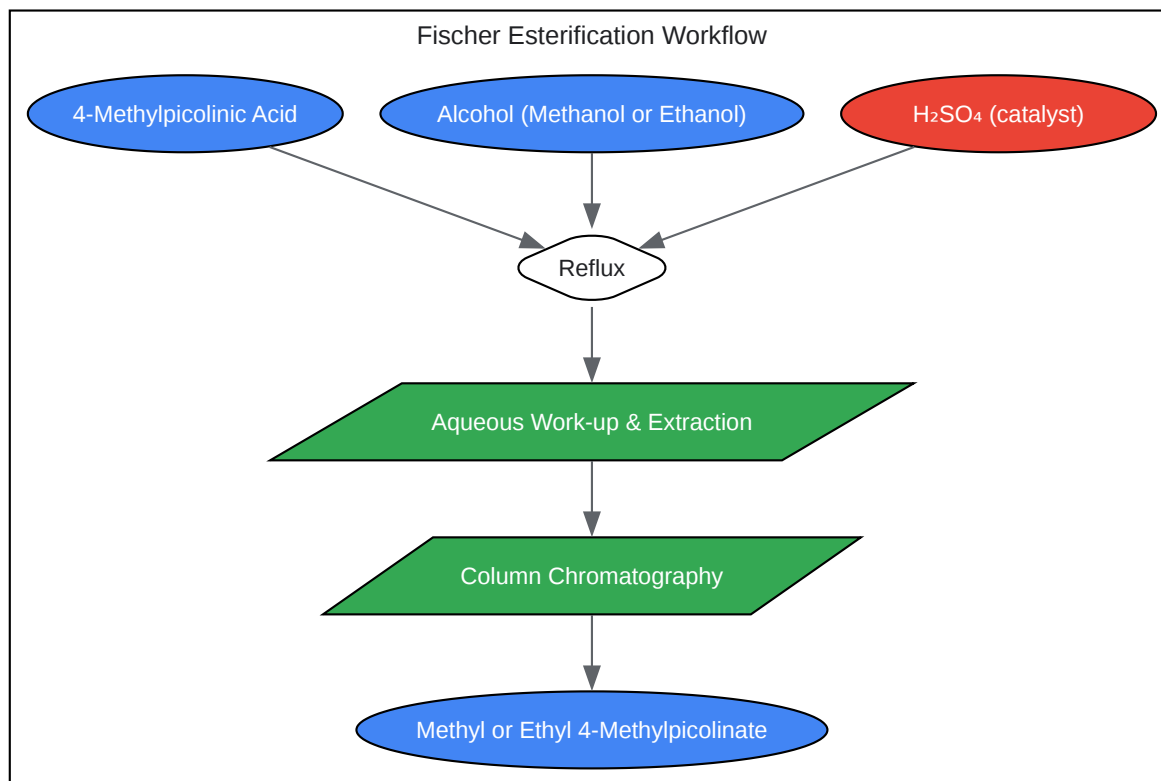 Fischer Esterification Workflow
4-Methylpicolinic Acid
Alcohol (Methanol or Ethanol)
H₂SO₄ (catalyst)
Reflux
Aqueous Work-up & Extraction
Column Chromatography
Methyl or Ethyl 4-Methylpicolinate